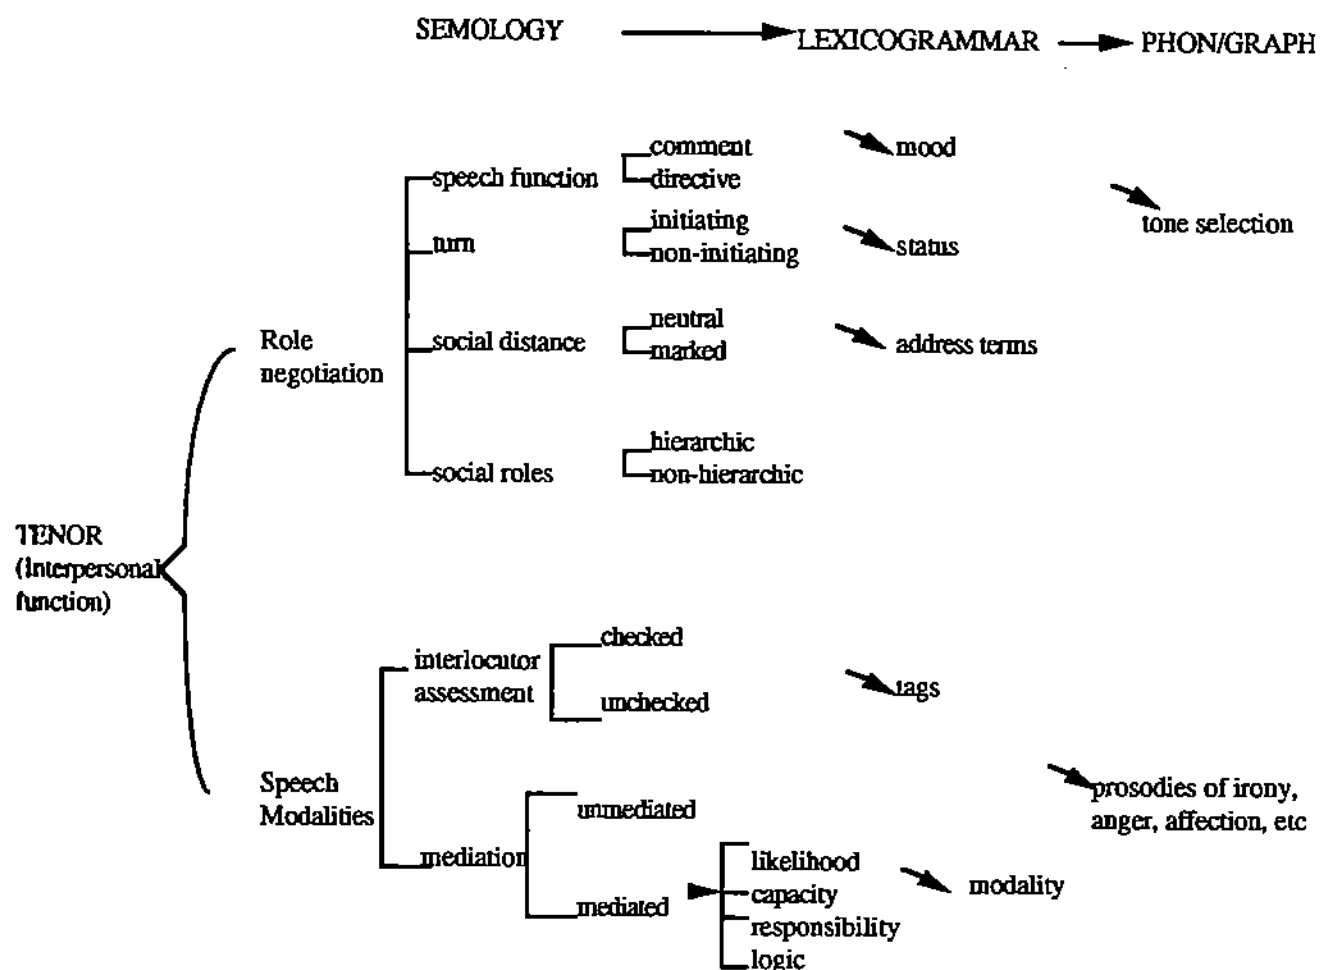 SEMOLOGY
LEXICOGRAMMAR
PHON/GRAPH
comment
mood
speech function
directive
tone selection
initiating
turn
non-initiating
status
neutral
Role
negotiation
social distance
marked
address terms
hierarchic
social roles
non-hierarchic
TENOR
(Interpersonal
function)
checked
interlocutor
assessment
unchecked
tags
Speech
Modalities
unmediated
prosodies of irony,
anger, affection, etc
mediation
mediated
likelihood
capacity
responsibility
logic
modality